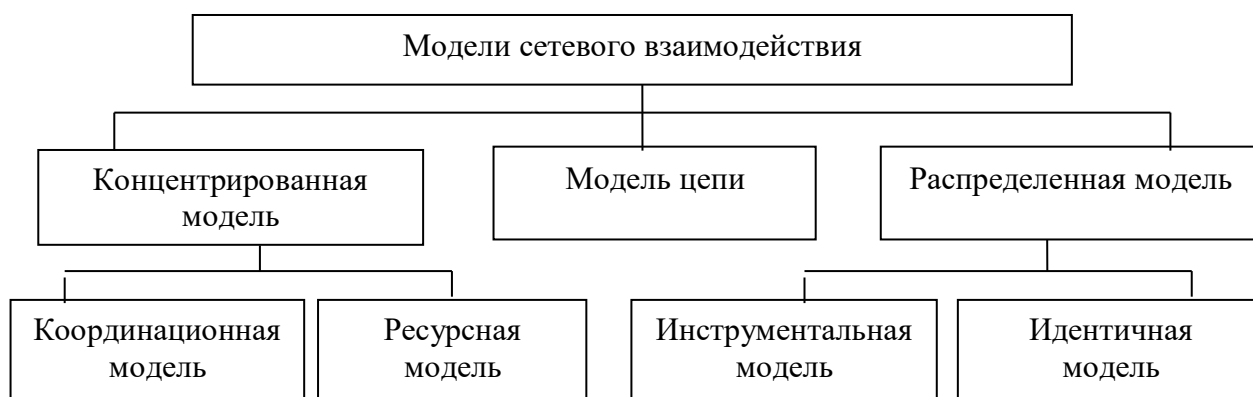 Модели сетевого взаимодействия
Концентрированная
модель
Модель цепи
Распределенная модель
Координационная
модель
Ресурсная
модель
Инструментальная
модель
Идентичная
модель